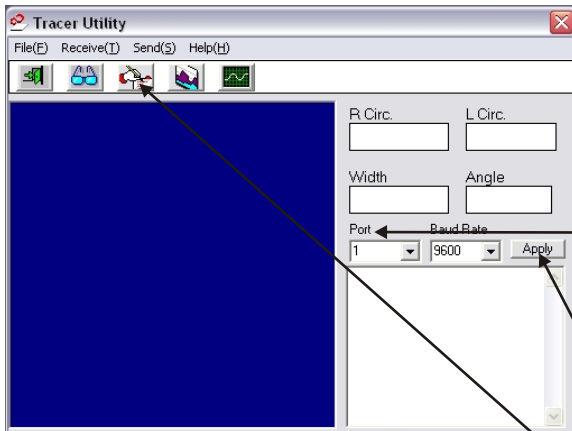 Tracer Utility
File(F) Receive(T) Send(S) Help(H)
R Circ. L Circ.
Width Angle
Port Baud Rate
1 9600 Apply